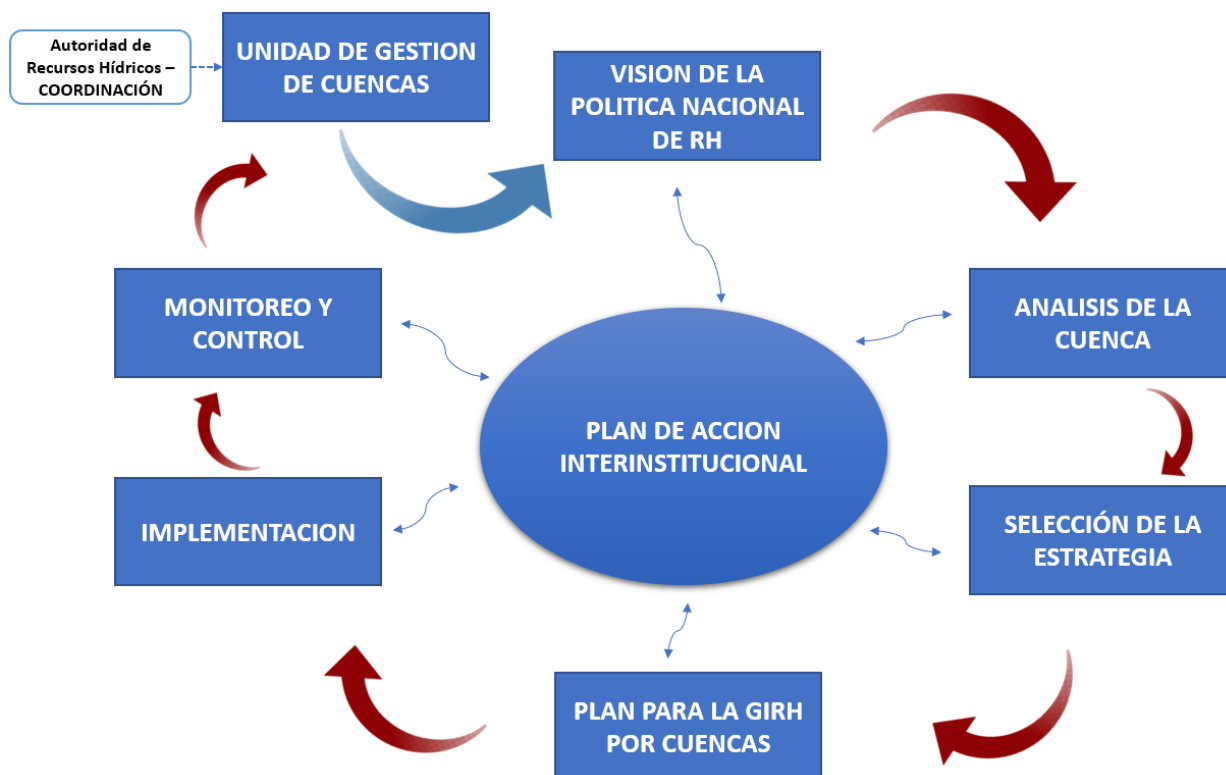 Autoridad de
Recursos Hídricos –
COORDINACIÓN
UNIDAD DE GESTION
DE CUENCAS
VISION DE LA
POLITICA NACIONAL
DE RH
MONITOREO Y
CONTROL
ANALISIS DE LA
CUENCA
PLAN DE ACCION
INTERINSTITUCIONAL
IMPLEMENTACION
SELECCIÓN DE LA
ESTRATEGIA
PLAN PARA LA GIRH
POR CUENCAS